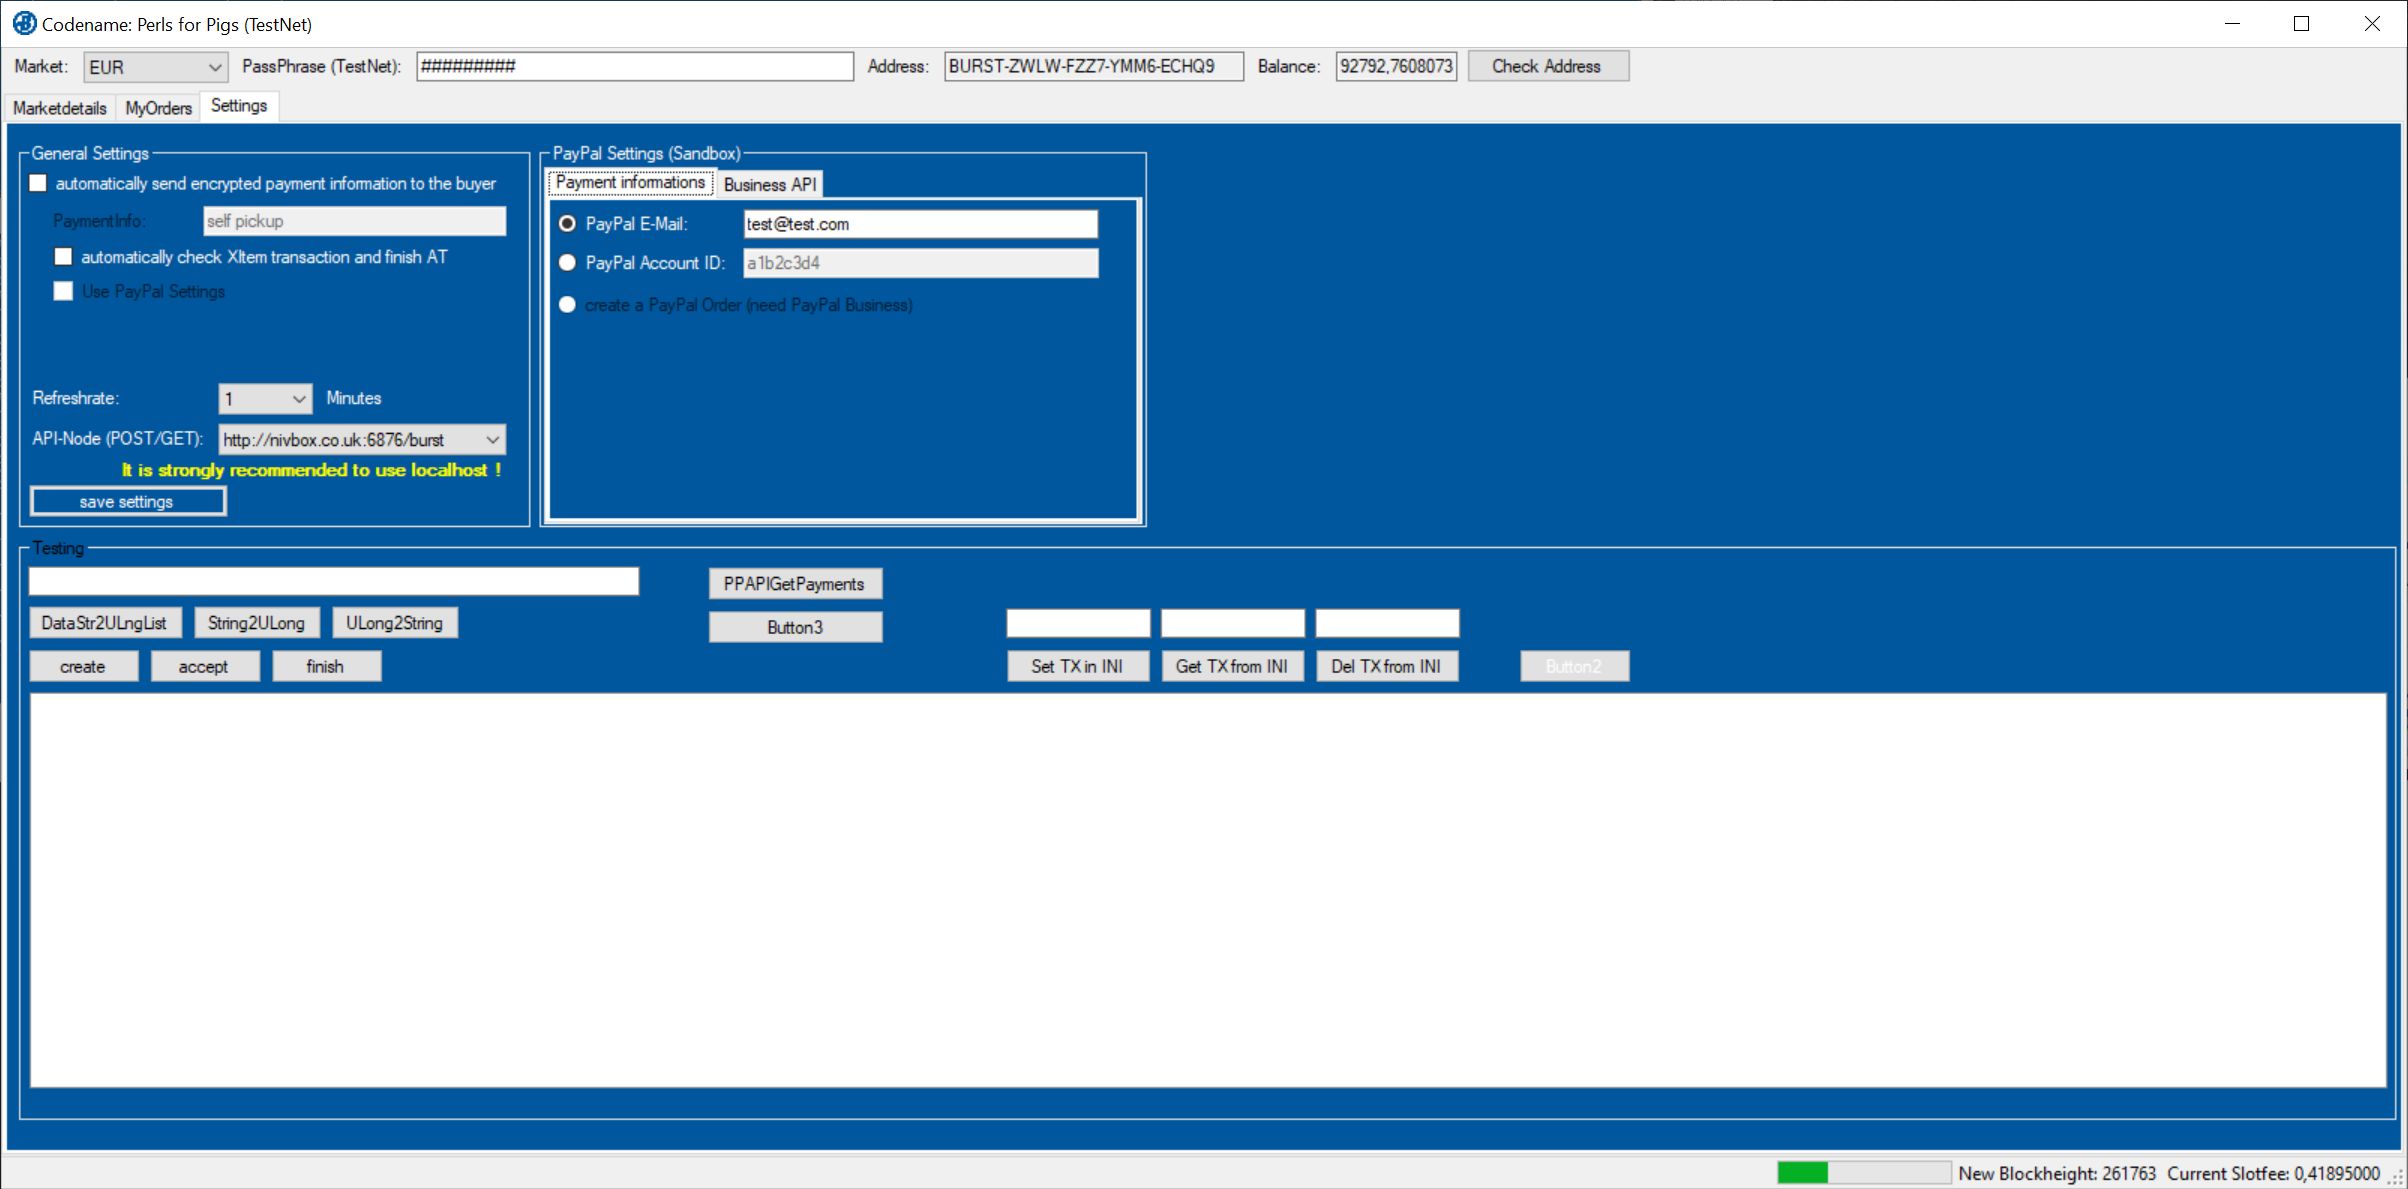 Codename: Perls for Pigs (TestNet)
Market: EUR PassPhrase (TestNet): ######### Address: BURST-ZWLW-FZZ7-YMM6-ECHQ9 Balance: 92792,7608073 Check Address
Marketdetails MyOrders Settings
General Settings
automatically send encrypted payment information to the buyer
PaymentInfo: self pickup
automatically check XItem transaction and finish AT
Use PayPal Settings
Refreshrate: 1 Minutes
API-Node (POST/GET): http://nivbox.co.uk:6876/burst
It is strongly recommended to use localhost !
save settings
PayPal Settings (Sandbox)
Payment informations Business API
PayPal E-Mail: test@test.com
PayPal Account ID: a1b2c3d4
create a PayPal Order (need PayPal Business)
Testing
PPAPIGetPayments
DataStr2ULngList String2ULong ULong2String Button3
create accept finish Set TX in INI Get TX from INI Del TX from INI Button2
New Blockheight: 261763 Current Slotfee: 0,41895000